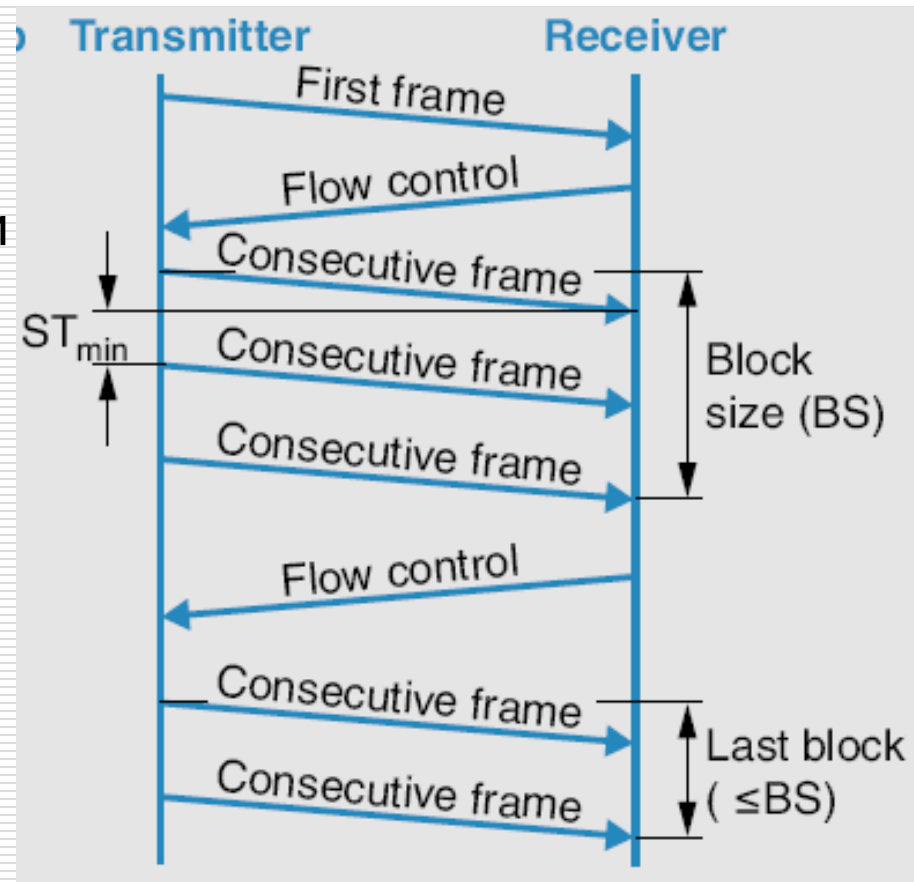 Transmitter Receiver
First frame
Flow control
Consecutive frame
ST min
Consecutive frame
Block
size (BS)
Consecutive frame
Flow control
Consecutive frame
Last block
( ≤BS)
Consecutive frame